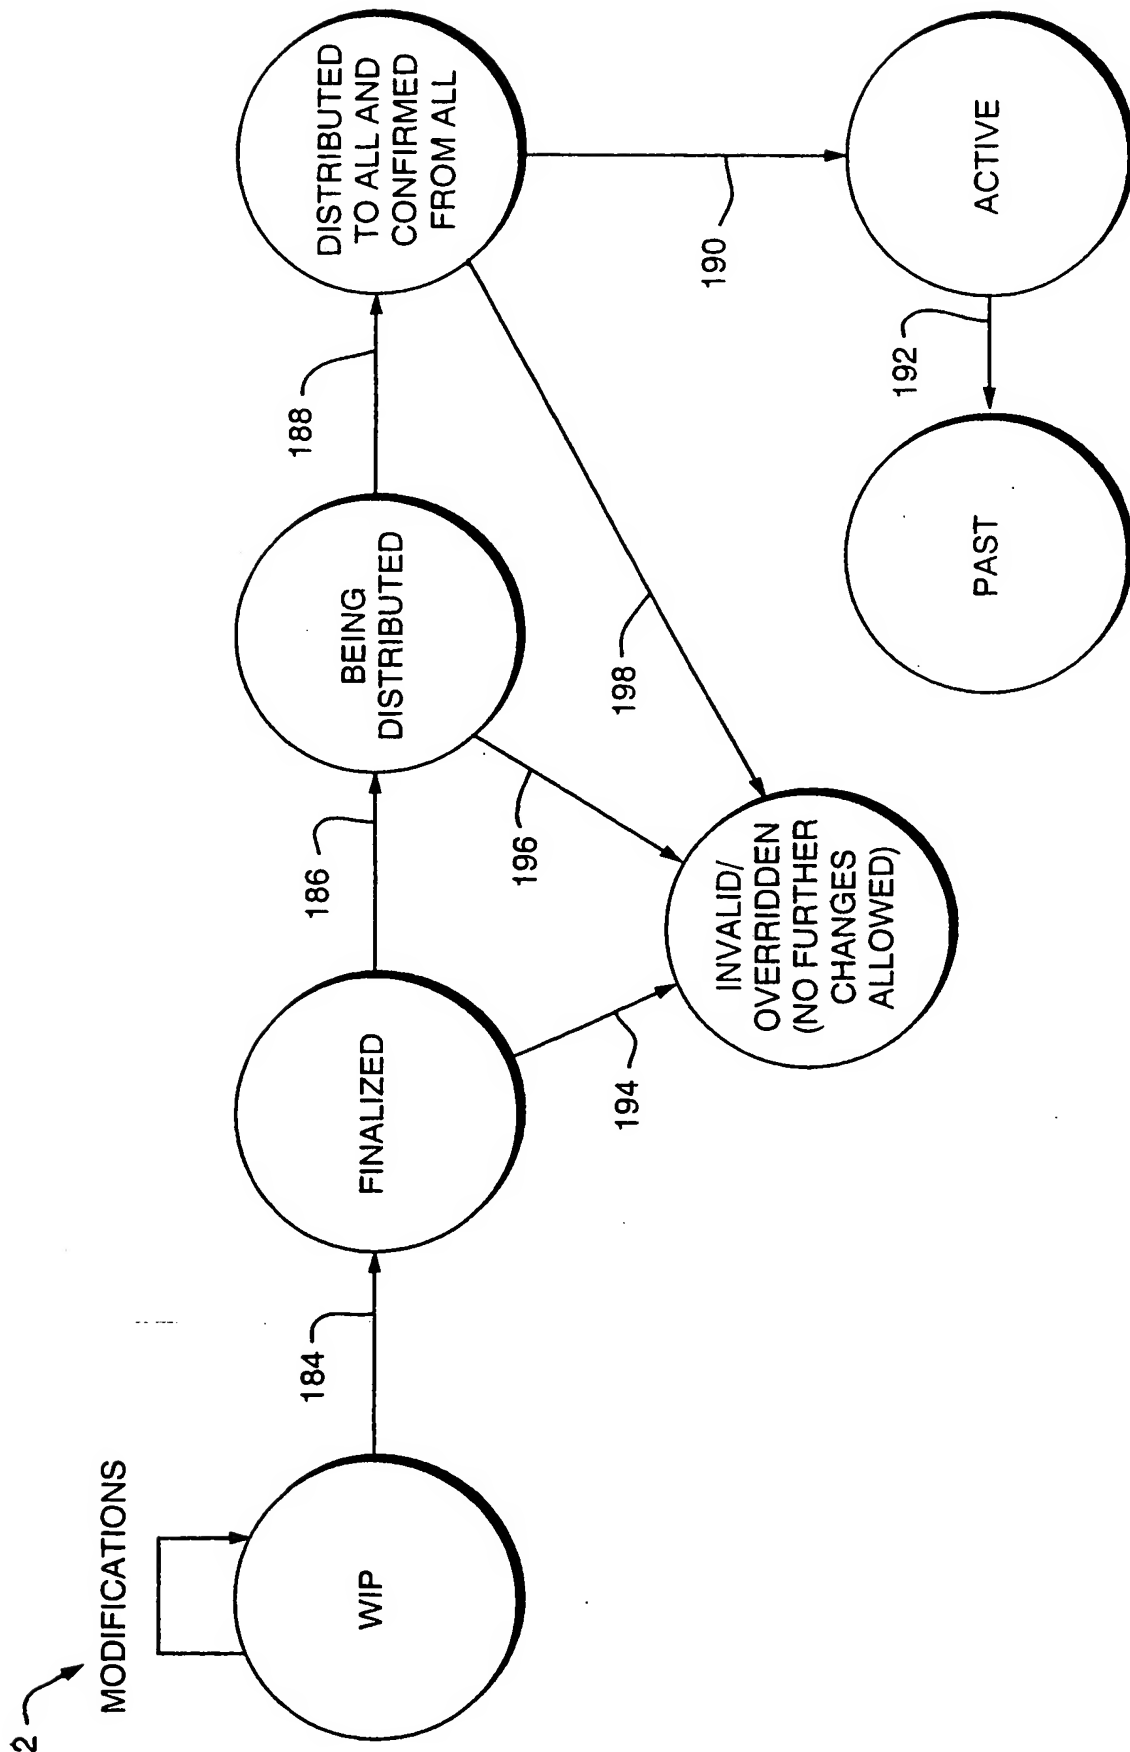 2
MODIFICATIONS
WIP
184
FINALIZED
186
BEING
DISTRIBUTED
188
DISTRIBUTED
TO ALL AND
CONFIRMED
FROM ALL
194
196
198
190
INVALID/
OVERRIDDEN
(NO FURTHER
CHANGES
ALLOWED)
PAST
192
ACTIVE